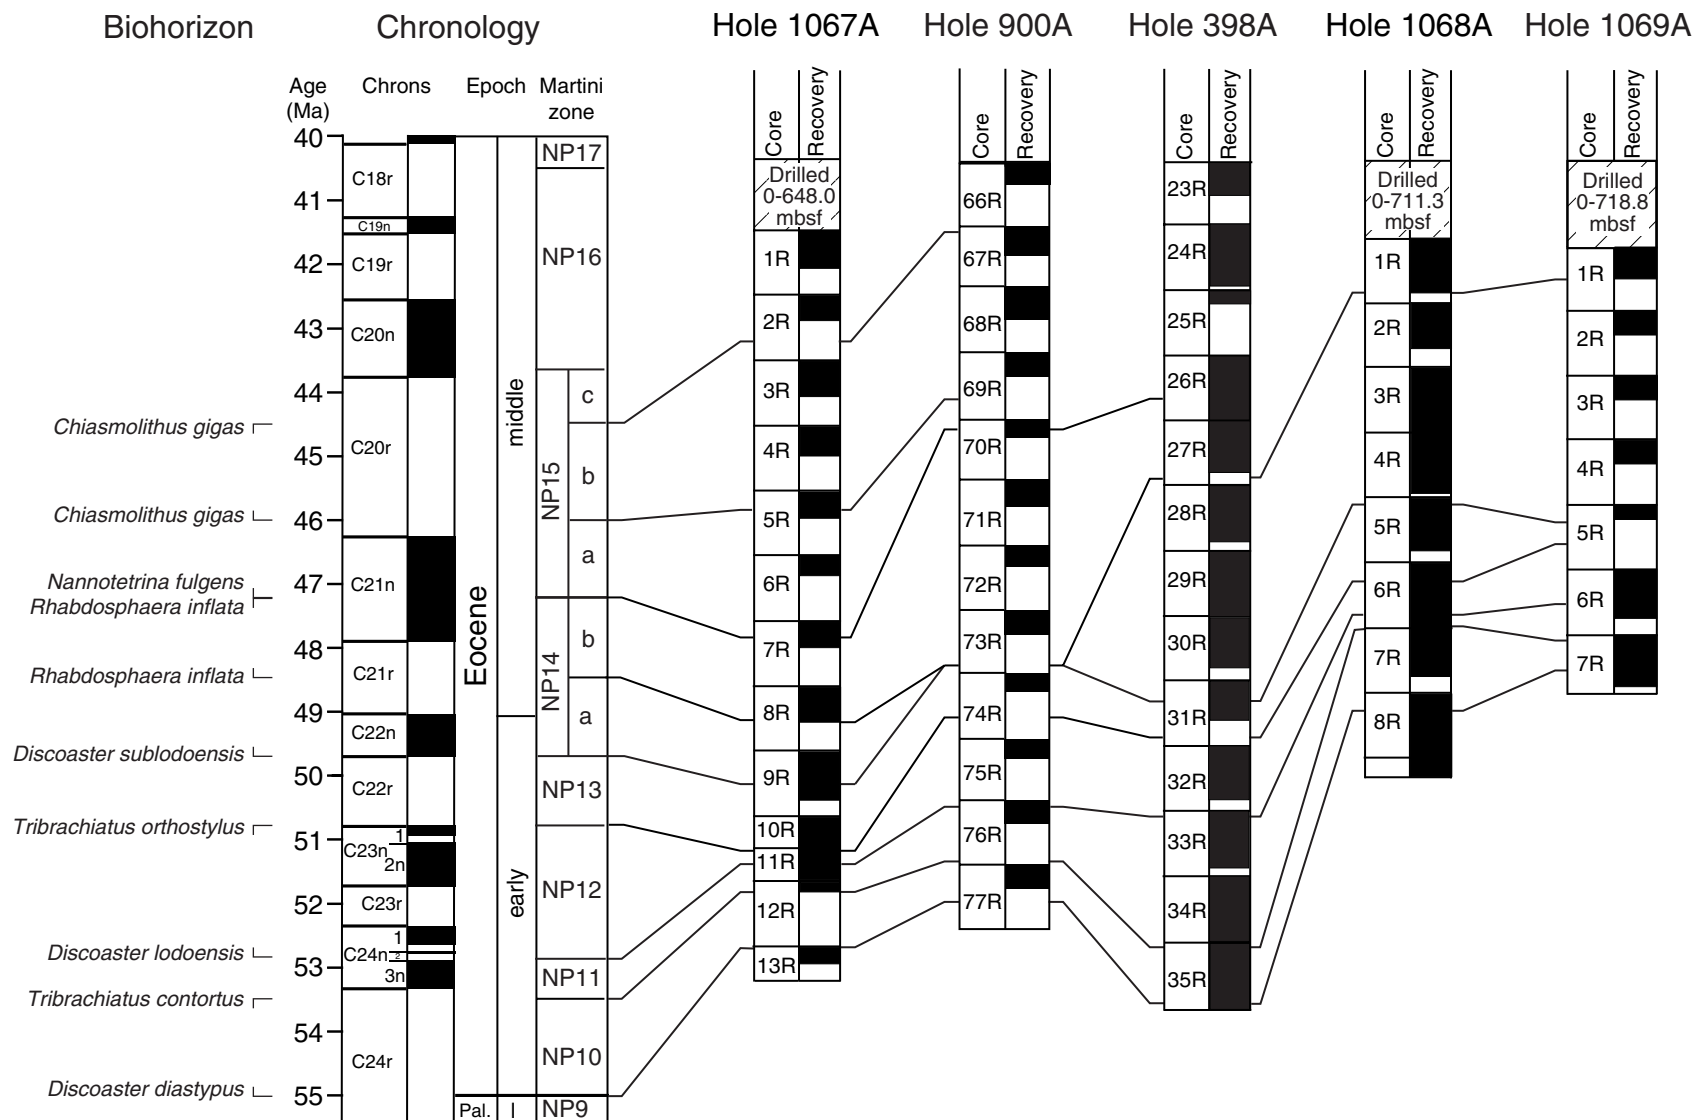 Biohorizon Chronology Hole 1067A Hole 900A Hole 398A Hole 1068A Hole 1069A
Age (Ma) Chrons Epoch Martini zone
Core Recovery Core Recovery Core Recovery Core Recovery Core Recovery
Chiasmolithus gigas
Chiasmolithus gigas
Nannotetrina fulgens
Rhabdosphaera inflata
Rhabdosphaera inflata
Discoaster sublodoensis
Tribrachiatus orthostylus
Discoaster lodoensis
Tribrachiatus contortus
Discoaster diastypus
40
41
42
43
44
45
46
47
48
49
50
51
52
53
54
55
C18r
C19n
C19r
C20n
C20r
C21n
C21r
C22n
C22r
1
C23n
2n
C23r
1
C24n
2
3n
C24r
Eocene
Pal.
middle
early
l
NP17
NP16
NP15
c
b
a
NP14
b
a
NP13
NP12
NP11
NP10
NP9
Drilled
0-648.0
mbsf
1R
2R
3R
4R
5R
6R
7R
8R
9R
10R
11R
12R
13R
66R
67R
68R
69R
70R
71R
72R
73R
74R
75R
76R
77R
23R
24R
25R
26R
27R
28R
29R
30R
31R
32R
33R
34R
35R
Drilled
0-711.3
mbsf
1R
2R
3R
4R
5R
6R
7R
8R
Drilled
0-718.8
mbsf
1R
2R
3R
4R
5R
6R
7R